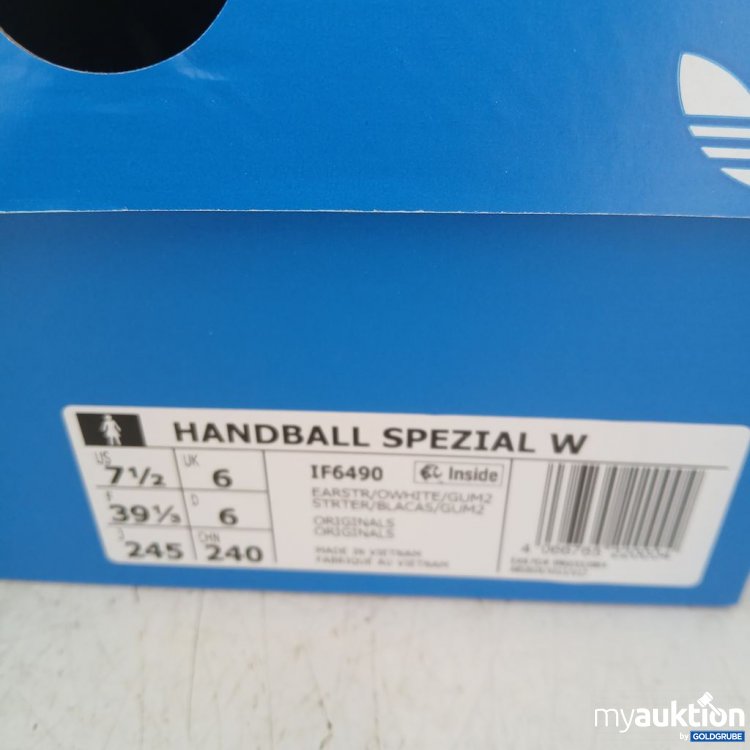 HANDBALL SPEZIAL W
US 7½ UK 6
F 39⅓ D 6
J 245 CHN 240
IF6490 Inside
EARSTR/OWHITE/GUM2
STRTER/BLACAS/GUM2
ORIGINALS
ORIGINALS
MADE IN VIETNAM
FABRIQUE AU VIETNAM
myauktion
by GOLDGRUBE